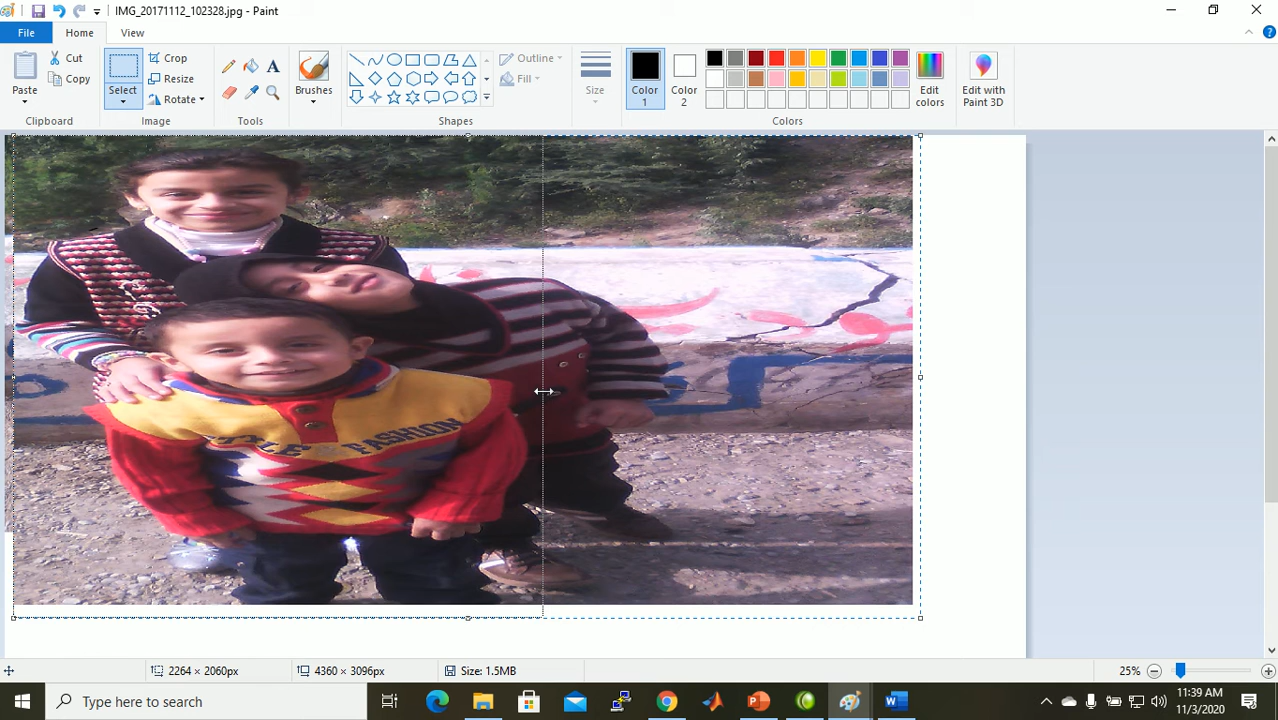 IMG_20171112_102328.jpg - Paint
File Home View
Paste
Cut
Copy
Clipboard
Select
Crop
Resize
Rotate
Image
A
Tools
Brushes
Outline
Fill
Shapes
Size
Color 1
Color 2
Edit colors
Colors
Edit with Paint 3D
STYLE FASHION
2264 × 2060px
4360 × 3096px
Size: 1.5MB
25%
Type here to search
11:39 AM
11/3/2020